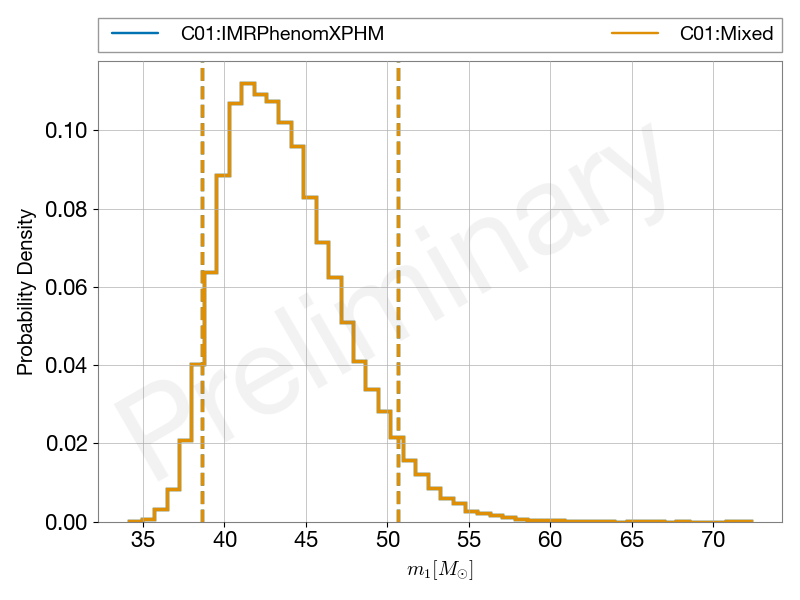 C01:IMRPhenomXPHM C01:Mixed
Probability Density
0.10
0.08
0.06
0.04
0.02
0.00
Preliminary
35 40 45 50 55 60 65 70
m₁[M⊙]